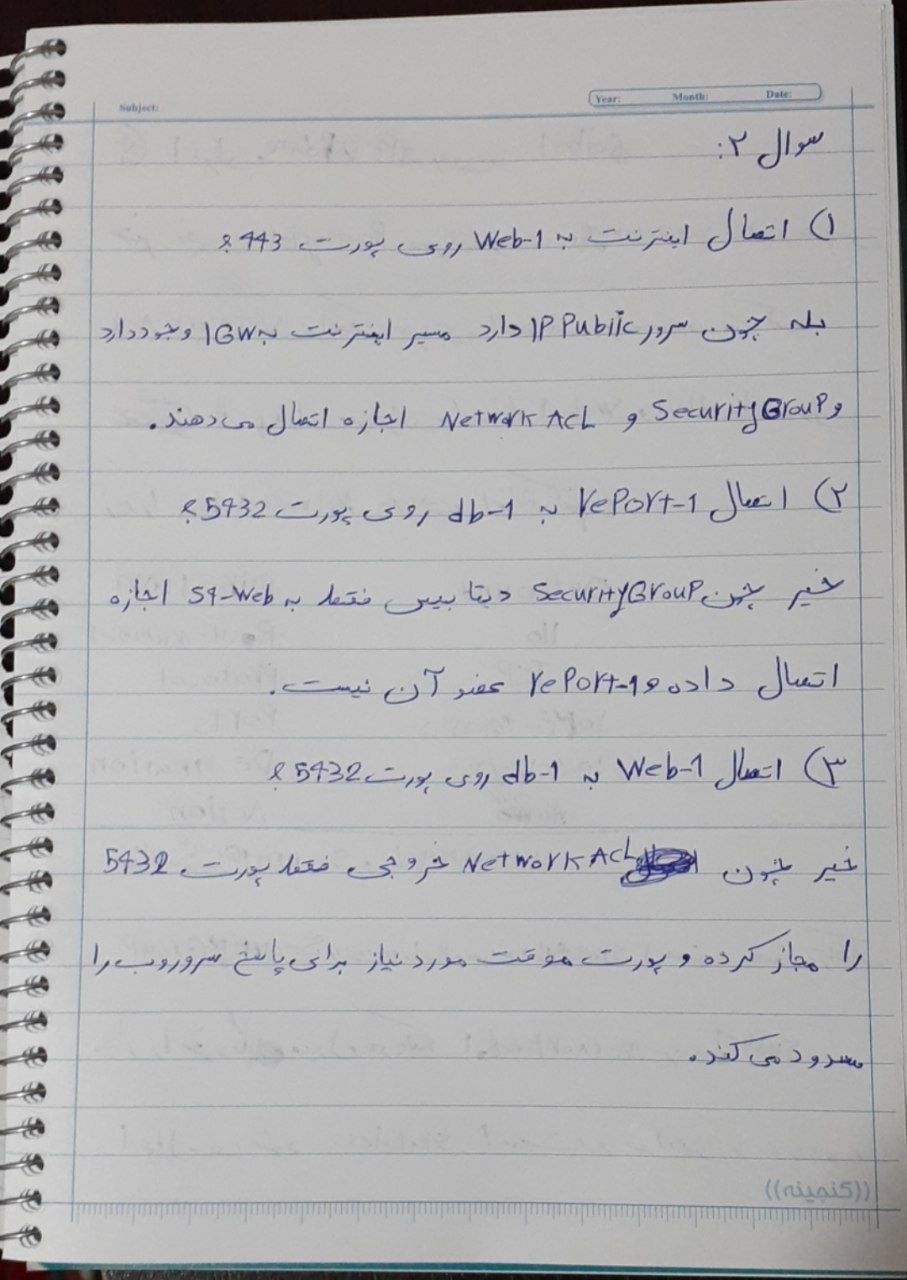 Subject:
Year: Month: Date:
سوال ۲:
۱) اتصال اینترنت به Web-1 روی پورت 443؟
بله چون سرور IP Pubilc دارد مسیر اینترنت به IGW وجود دارد
و Security GrouP و Network AcL اجازه اتصال می‌دهند.
۲) اتصال rePort-1 به db-1 روی پورت 5432؟
خیر چون Security GrouP دیتابیس فقط به S9-Web اجازه
اتصال داده و rePort-1 عضو آن نیست.
۳) اتصال Web-1 به db-1 روی پورت 5432؟
خیر چون Network AcL خروجی فقط پورت 5432
را مجاز کرده و پورت موقت مورد نیاز برای پاسخ سرور وب را
مسدود می‌کند.
((گنجینه))